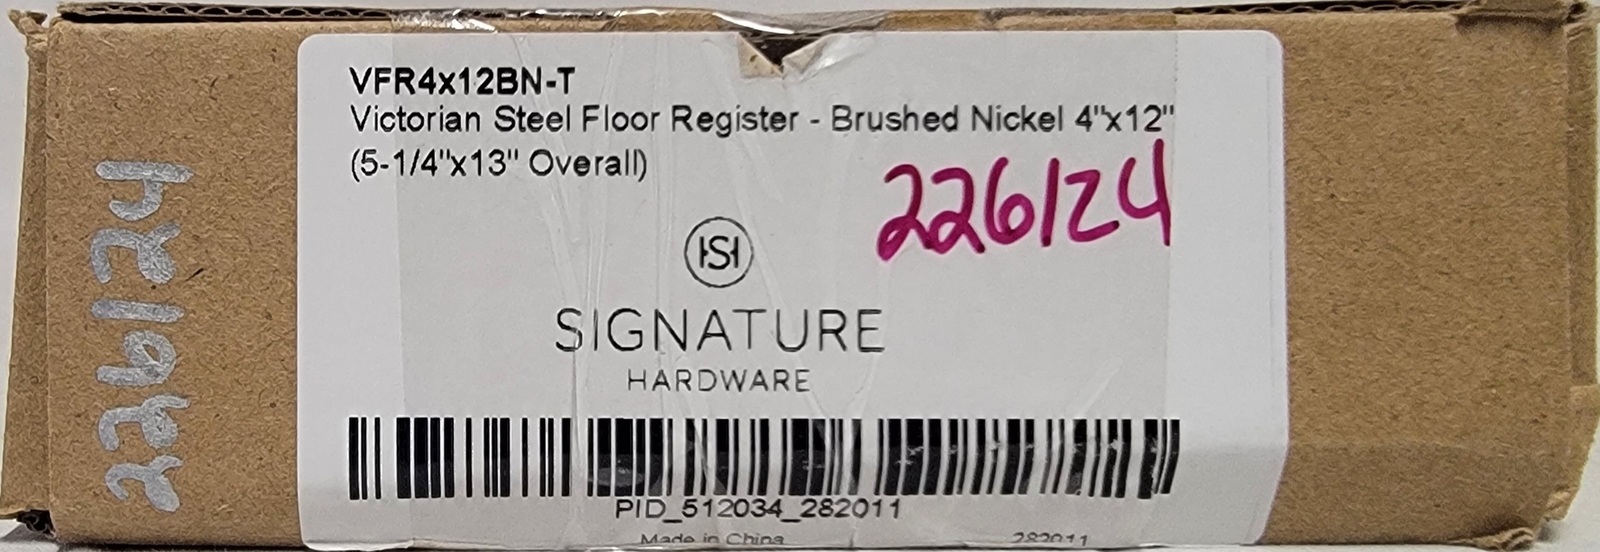 VFR4x12BN-T
Victorian Steel Floor Register - Brushed Nickel 4"x12"
(5-1/4"x13" Overall)
226124
226124
HSH
SIGNATURE
HARDWARE
PID_512034_282011
Made in China
282011